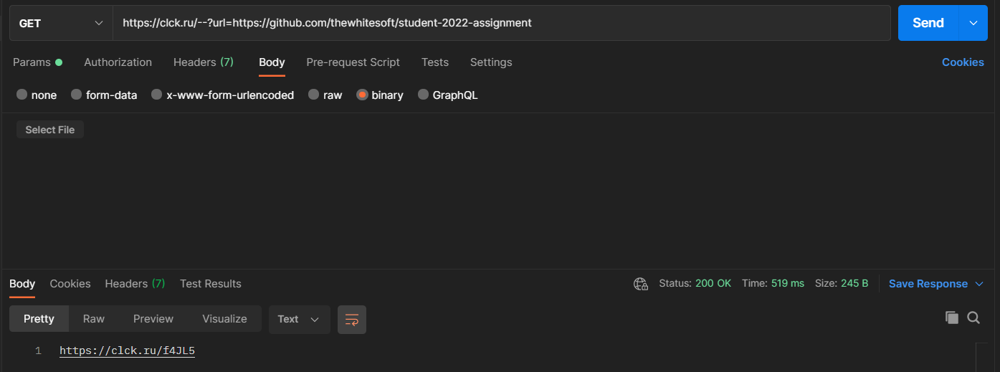 GET https://clck.ru/--?url=https://github.com/thewhitesoft/student-2022-assignment Send
Params Authorization Headers (7) Body Pre-request Script Tests Settings Cookies
none form-data x-www-form-urlencoded raw binary GraphQL
Select File
Body Cookies Headers (7) Test Results Status: 200 OK Time: 519 ms Size: 245 B Save Response
Pretty Raw Preview Visualize Text
1 https://clck.ru/f4JL5